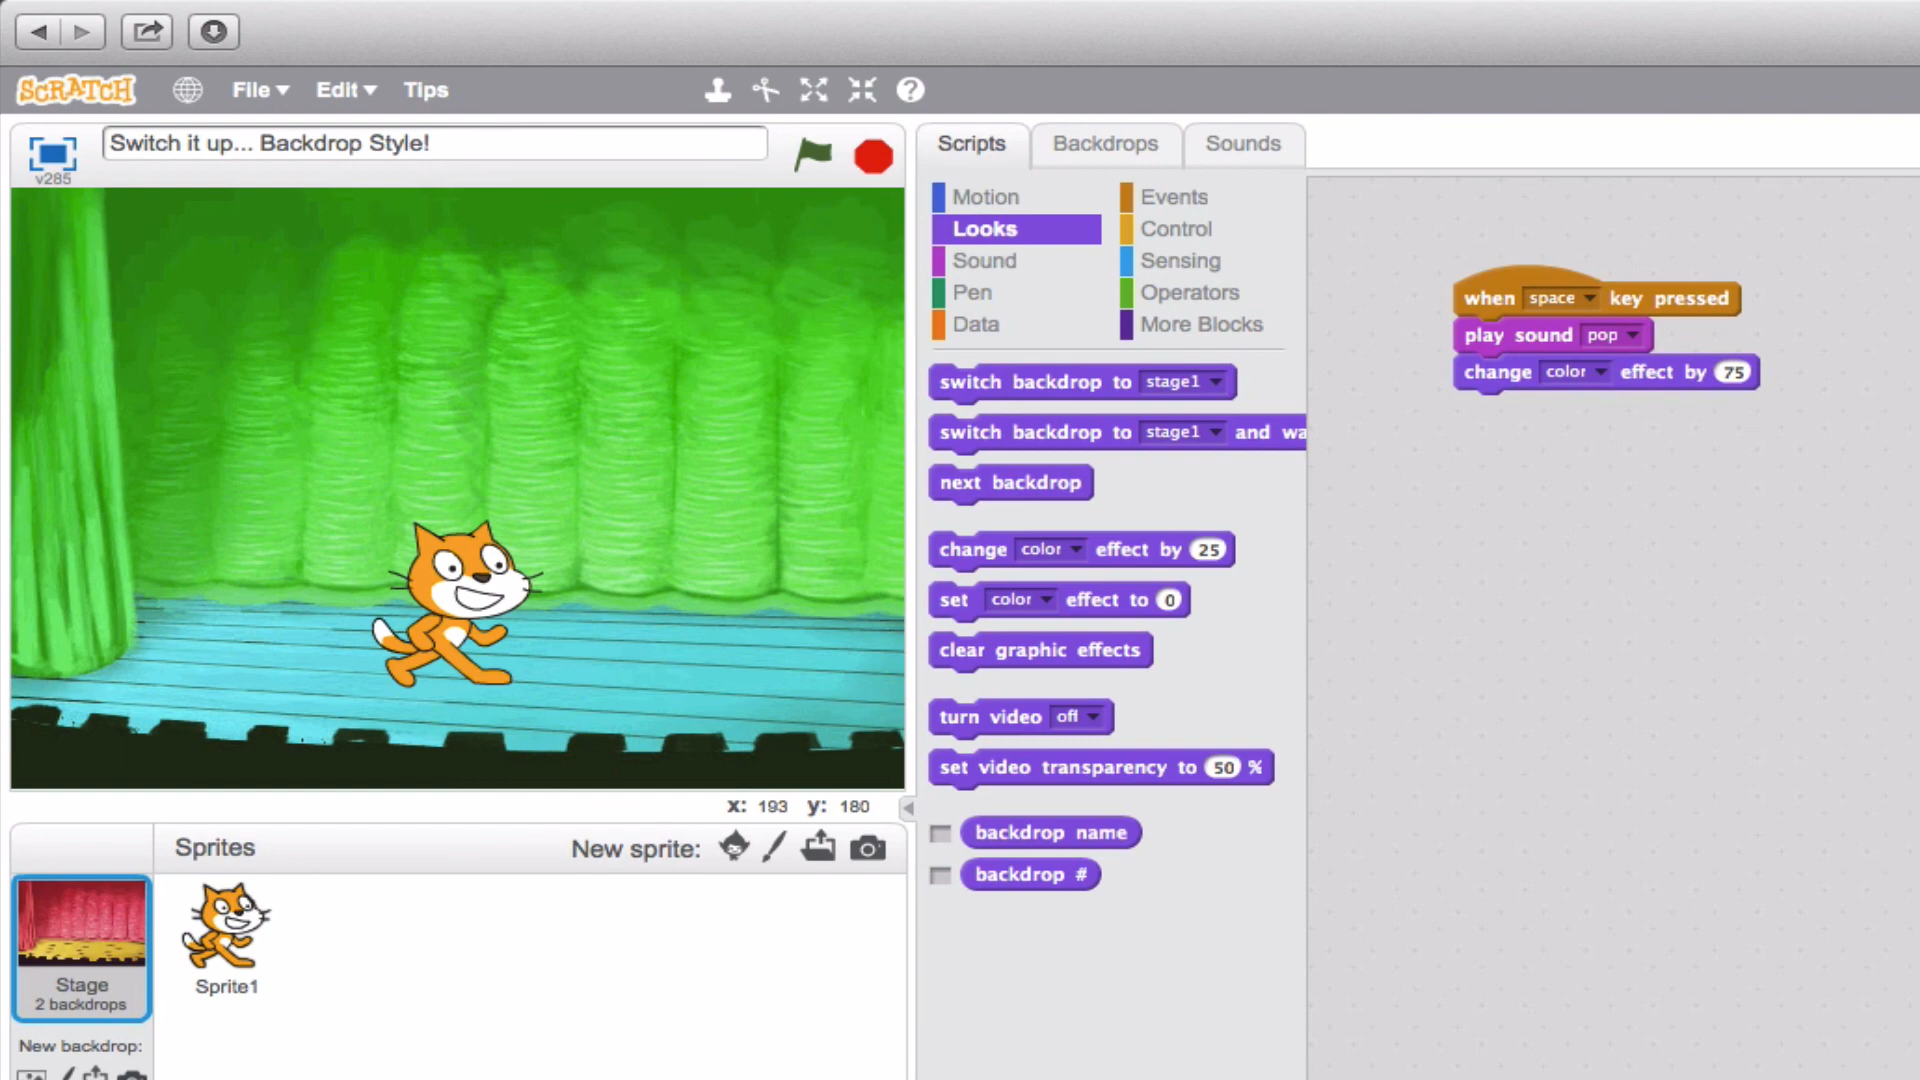 SCRATCH File Edit Tips
v285
Switch it up... Backdrop Style!
Scripts Backdrops Sounds
Motion Events
Looks Control
Sound Sensing
Pen Operators
Data More Blocks
switch backdrop to stage1
switch backdrop to stage1 and wa
next backdrop
change color effect by 25
set color effect to 0
clear graphic effects
turn video off
set video transparency to 50 %
backdrop name
backdrop #
when space key pressed
play sound pop
change color effect by 75
x: 193 y: 180
Sprites New sprite:
Stage
2 backdrops
New backdrop:
Sprite1